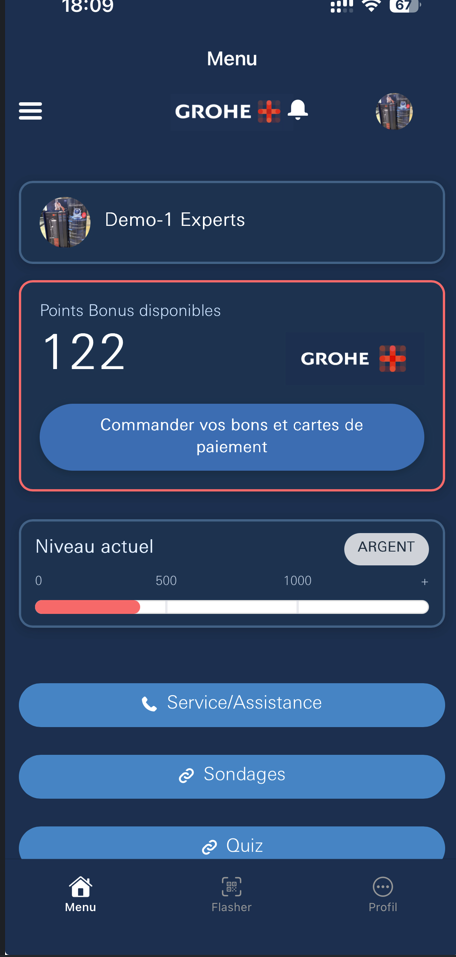 18:09
67
Menu
GROHE
Demo-1 Experts
Points Bonus disponibles
122
GROHE
Commander vos bons et cartes de
paiement
Niveau actuel
ARGENT
0 500 1000 +
Service/Assistance
Sondages
Quiz
Menu Flasher Profil